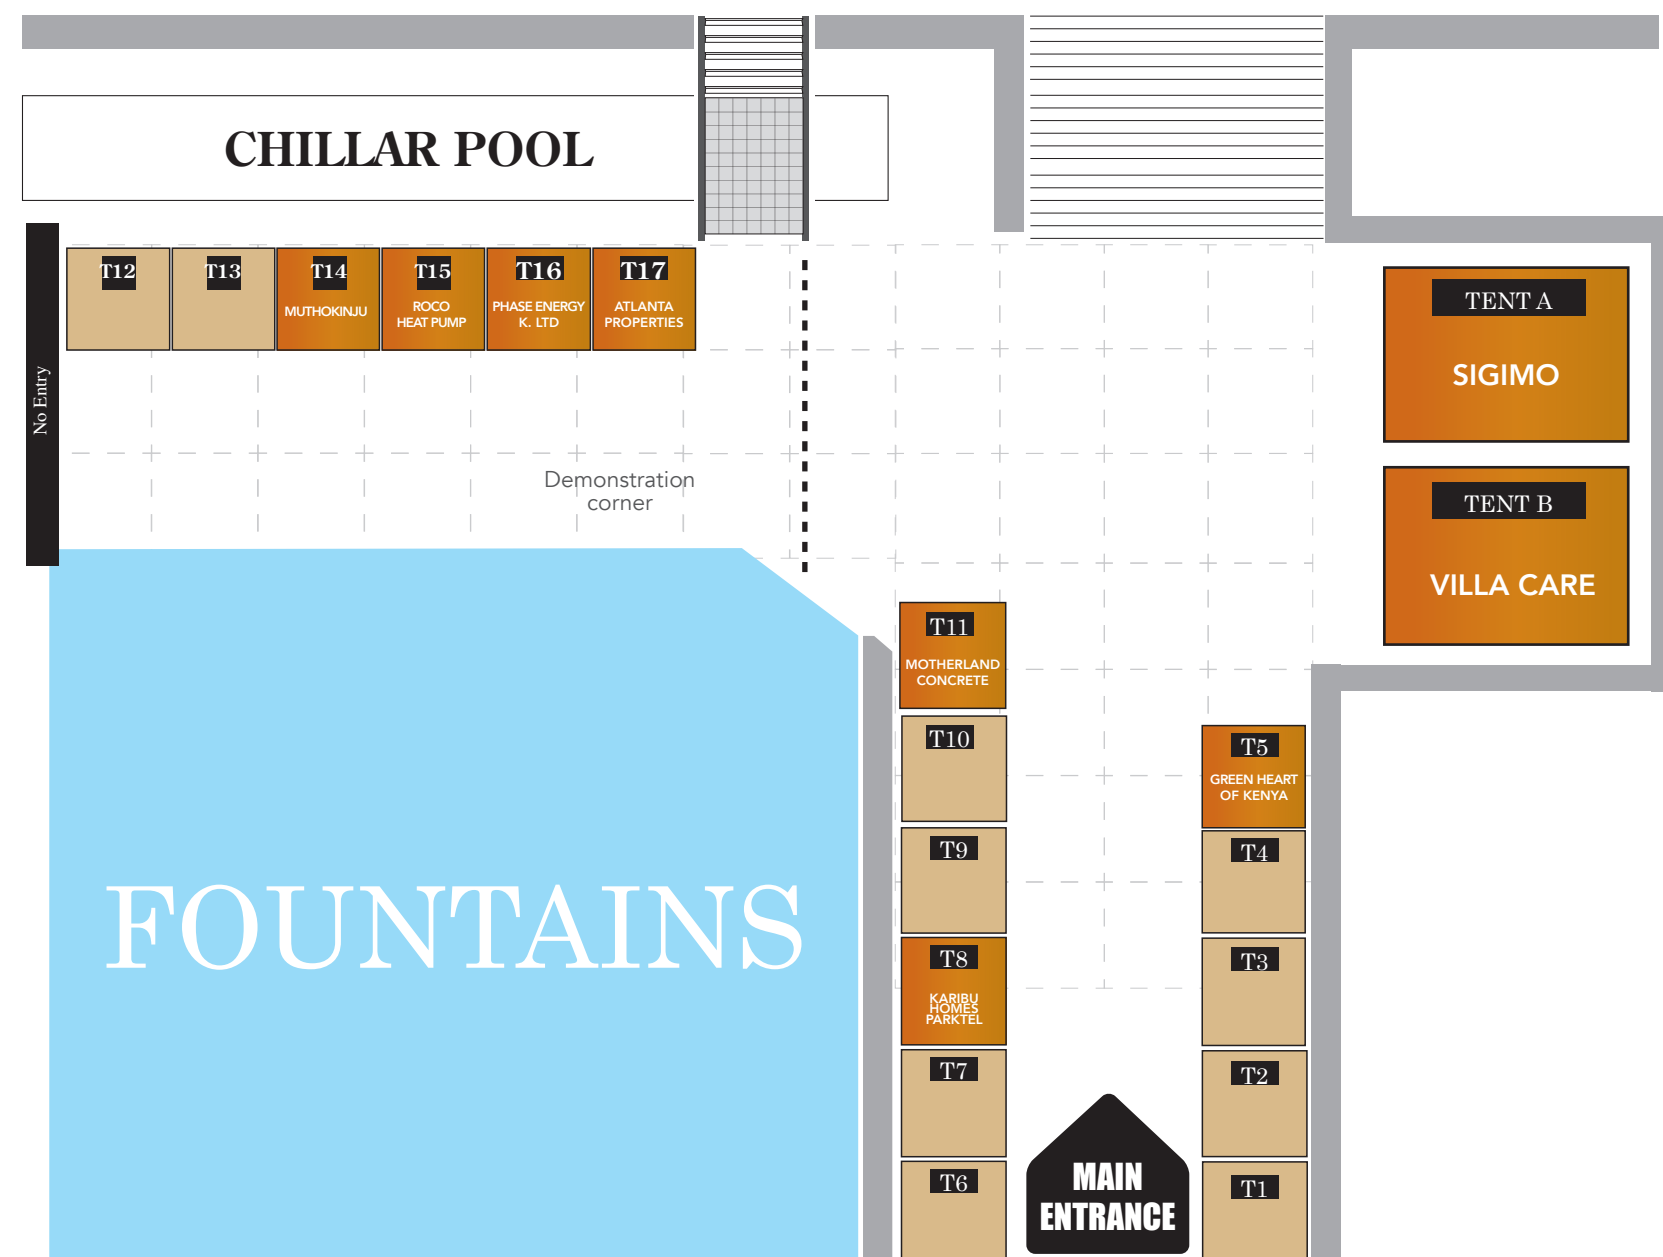 CHILLAR POOL
No Entry
T12
T13
T14
MUTHOKINJU
T15
ROCO
HEAT PUMP
T16
PHASE ENERGY
K. LTD
T17
ATLANTA
PROPERTIES
TENT A
SIGIMO
TENT B
VILLA CARE
Demonstration
corner
FOUNTAINS
T11
MOTHERLAND
CONCRETE
T10
T9
T8
KARIBU
HOMES
PARKTEL
T7
T6
T5
GREEN HEART
OF KENYA
T4
T3
T2
T1
MAIN
ENTRANCE